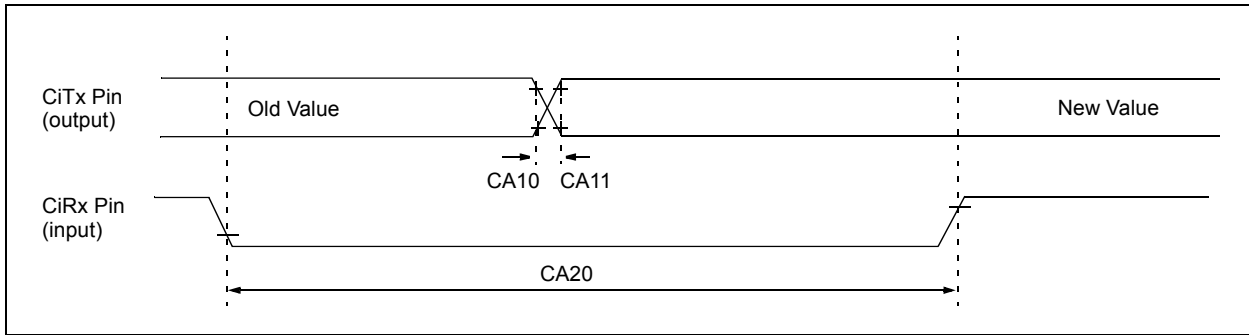 CiTx Pin
(output)
Old Value
New Value
CA10 CA11
CiRx Pin
(input)
CA20